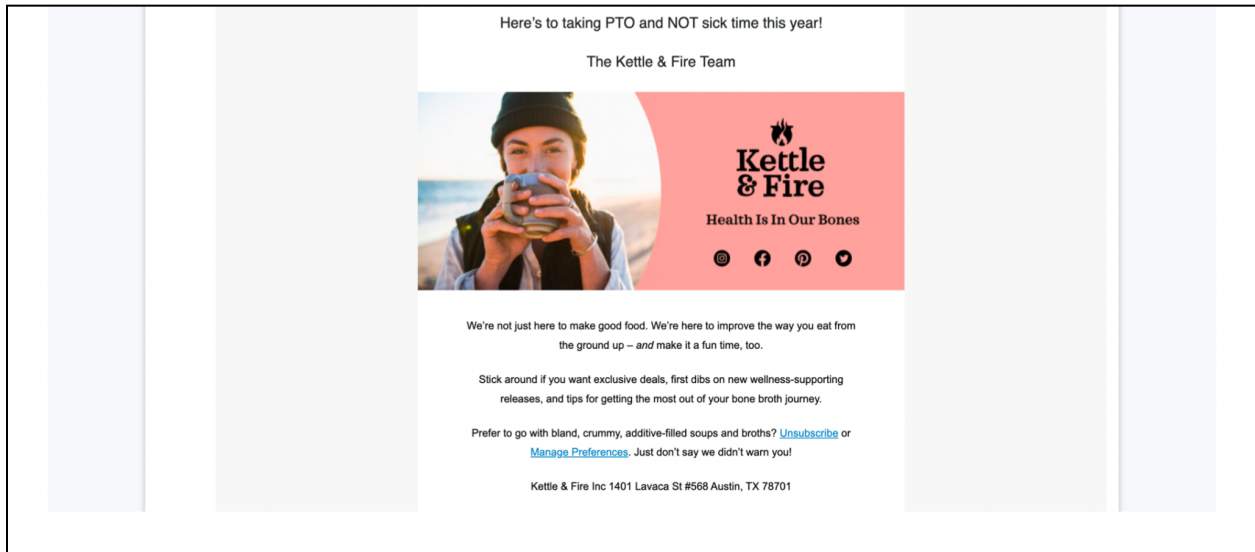 Here’s to taking PTO and NOT sick time this year!
The Kettle & Fire Team
Kettle
& Fire
Health Is In Our Bones
We’re not just here to make good food. We’re here to improve the way you eat from
the ground up – and make it a fun time, too.
Stick around if you want exclusive deals, first dibs on new wellness-supporting
releases, and tips for getting the most out of your bone broth journey.
Prefer to go with bland, crummy, additive-filled soups and broths? Unsubscribe or
Manage Preferences. Just don’t say we didn’t warn you!
Kettle & Fire Inc 1401 Lavaca St #568 Austin, TX 78701